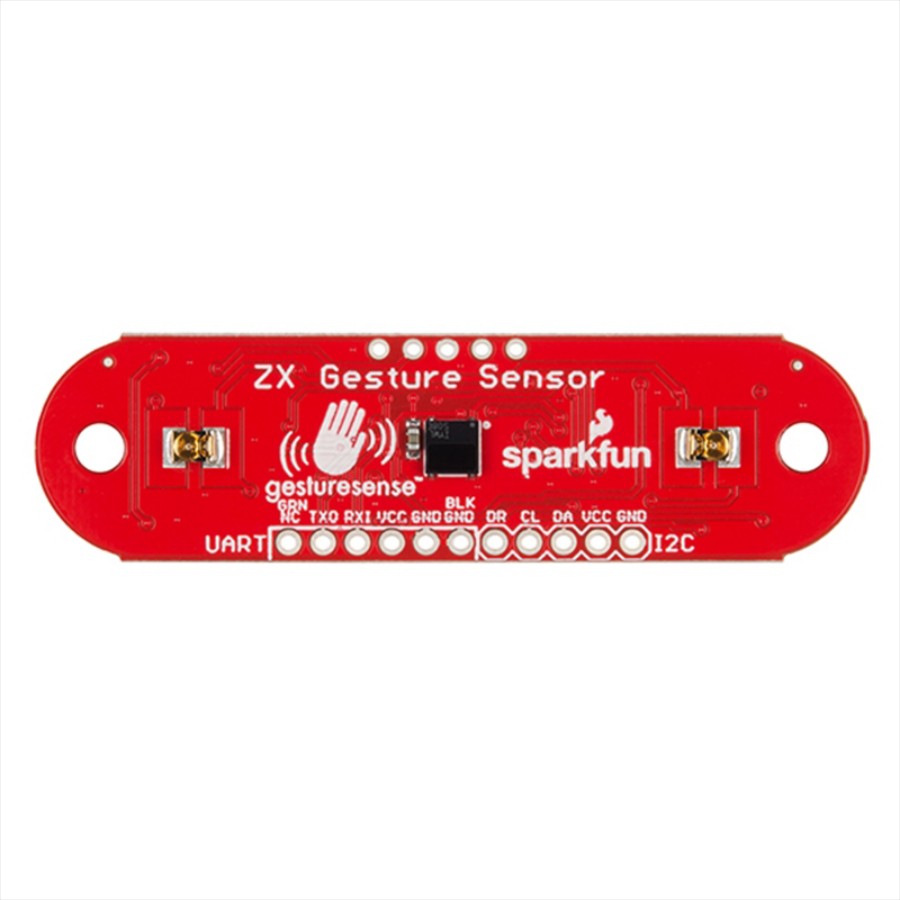 ZX Gesture Sensor
sparkfun
gesturesense™
GRN BLK
NC TXO RXI VCC GND GND DR CL DA VCC GND
UART I2C